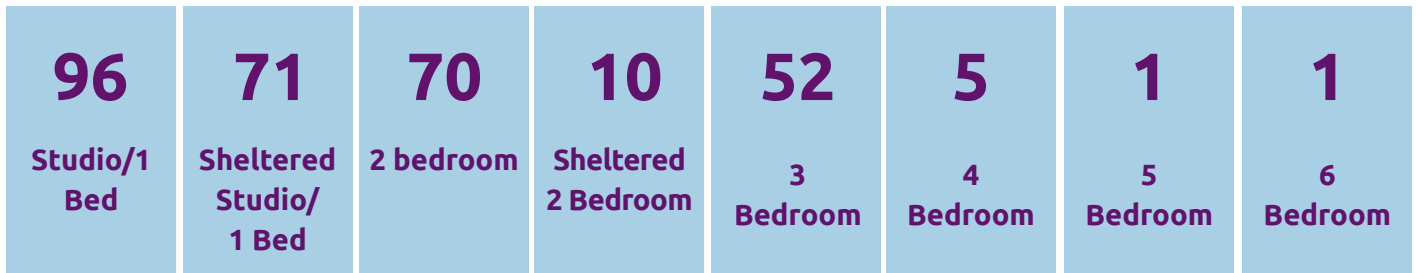 96
Studio/1
Bed
71
Sheltered
Studio/
1 Bed
70
2 bedroom
10
Sheltered
2 Bedroom
52
3
Bedroom
5
4
Bedroom
1
5
Bedroom
1
6
Bedroom